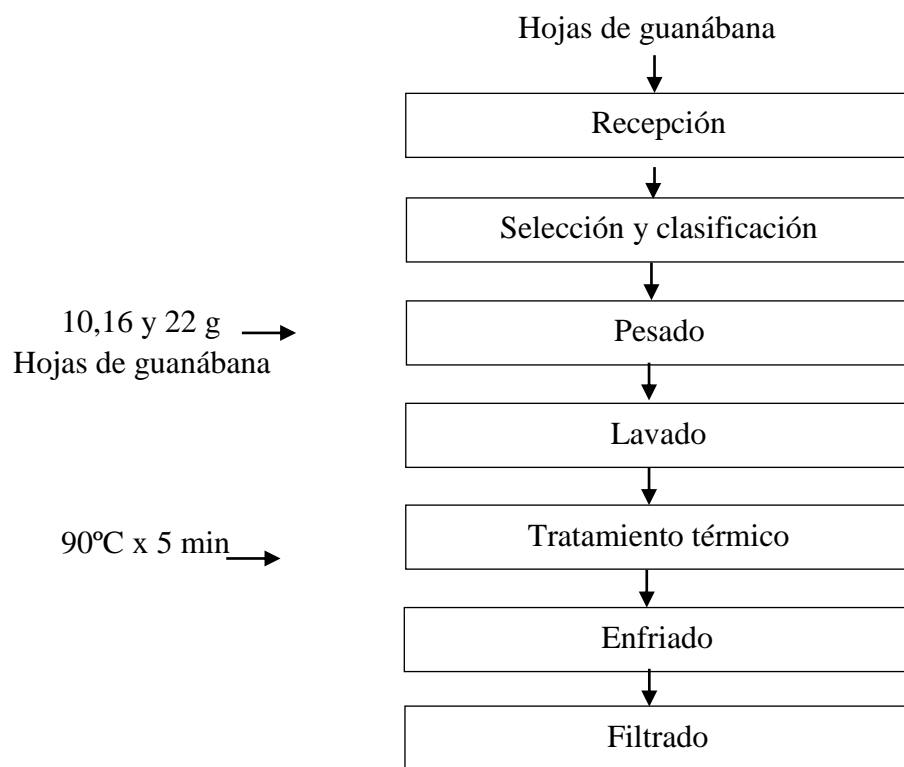 Hojas de guanábana
Recepción
Selección y clasificación
10,16 y 22 g
Hojas de guanábana
Pesado
Lavado
90ºC x 5 min
Tratamiento térmico
Enfriado
Filtrado